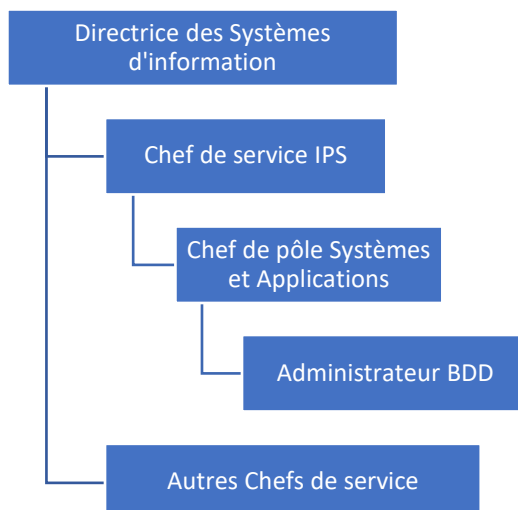 Directrice des Systèmes
d'information
Chef de service IPS
Chef de pôle Systèmes
et Applications
Administrateur BDD
Autres Chefs de service